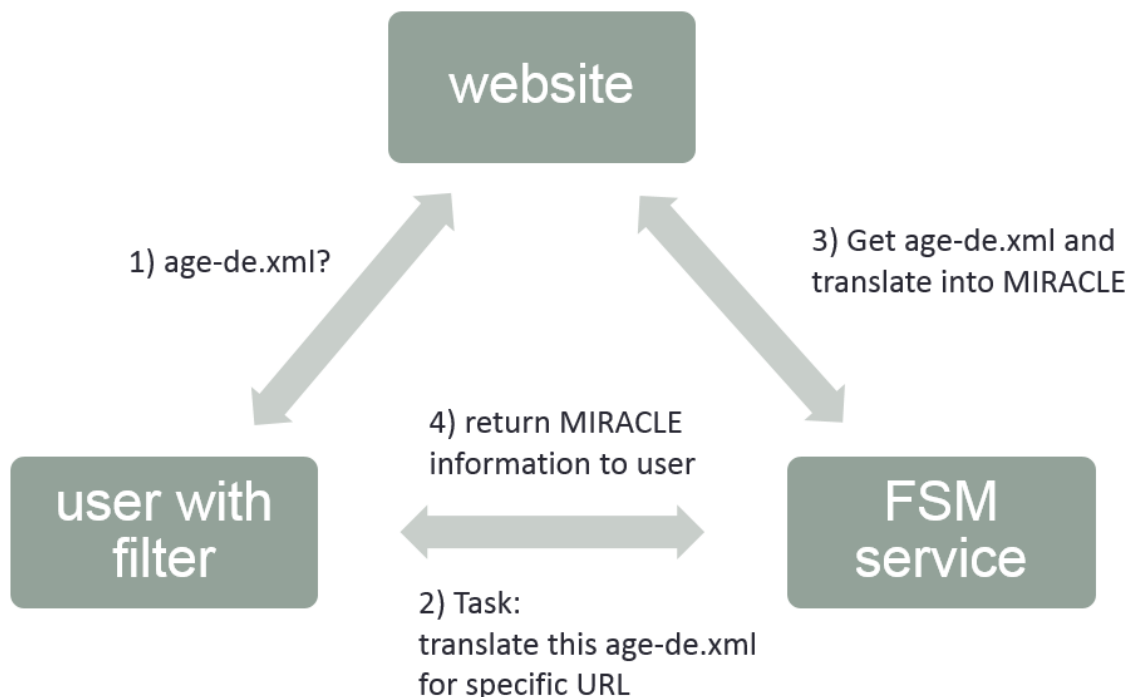 website
1) age-de.xml?
3) Get age-de.xml and
translate into MIRACLE
4) return MIRACLE
information to user
user with
filter
FSM
service
2) Task:
translate this age-de.xml
for specific URL